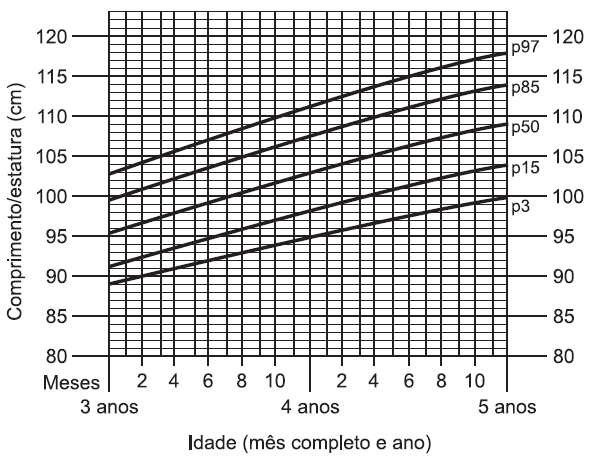 120 120
p97
115 115
p85
110 110
p50
105 105
p15
100 100
p3
95 95
90 90
85 85
80 80
Comprimento/estatura (cm)
Meses 2 4 6 8 10 2 4 6 8 10
3 anos 4 anos 5 anos
Idade (mês completo e ano)